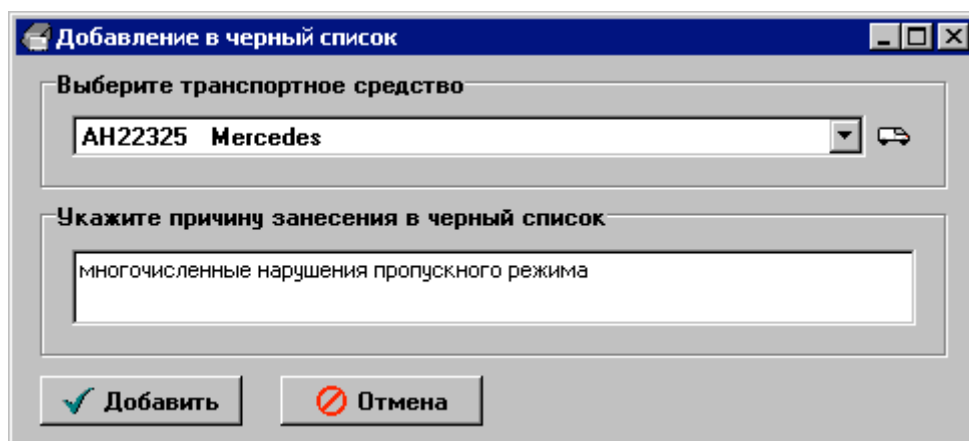 Добавление в черный список
Выберите транспортное средство
АН22325 Mercedes
Укажите причину занесения в черный список
многочисленные нарушения пропускного режима
Добавить
Отмена